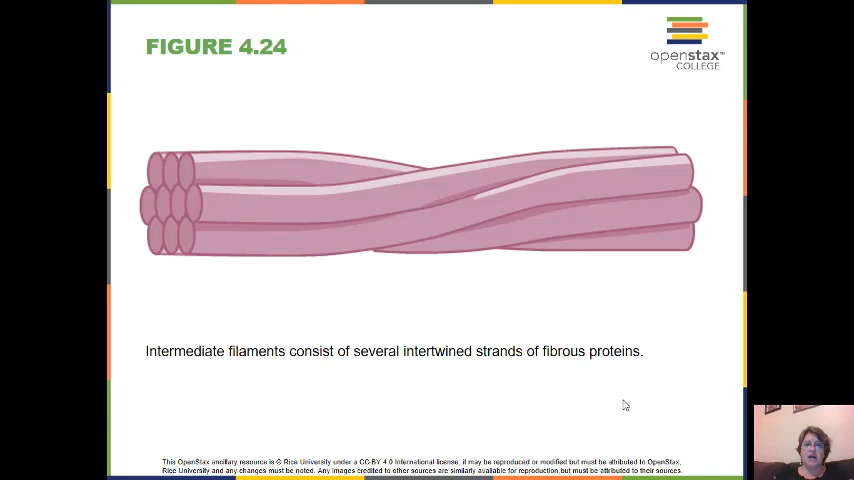 FIGURE 4.24
openstax™
COLLEGE
Intermediate filaments consist of several intertwined strands of fibrous proteins.
This OpenStax ancillary resource is © Rice University under a CC-BY 4.0 International license; it may be reproduced or modified but must be attributed to OpenStax,
Rice University and any changes must be noted. Any images credited to other sources are similarly available for reproduction, but must be attributed to their sources.